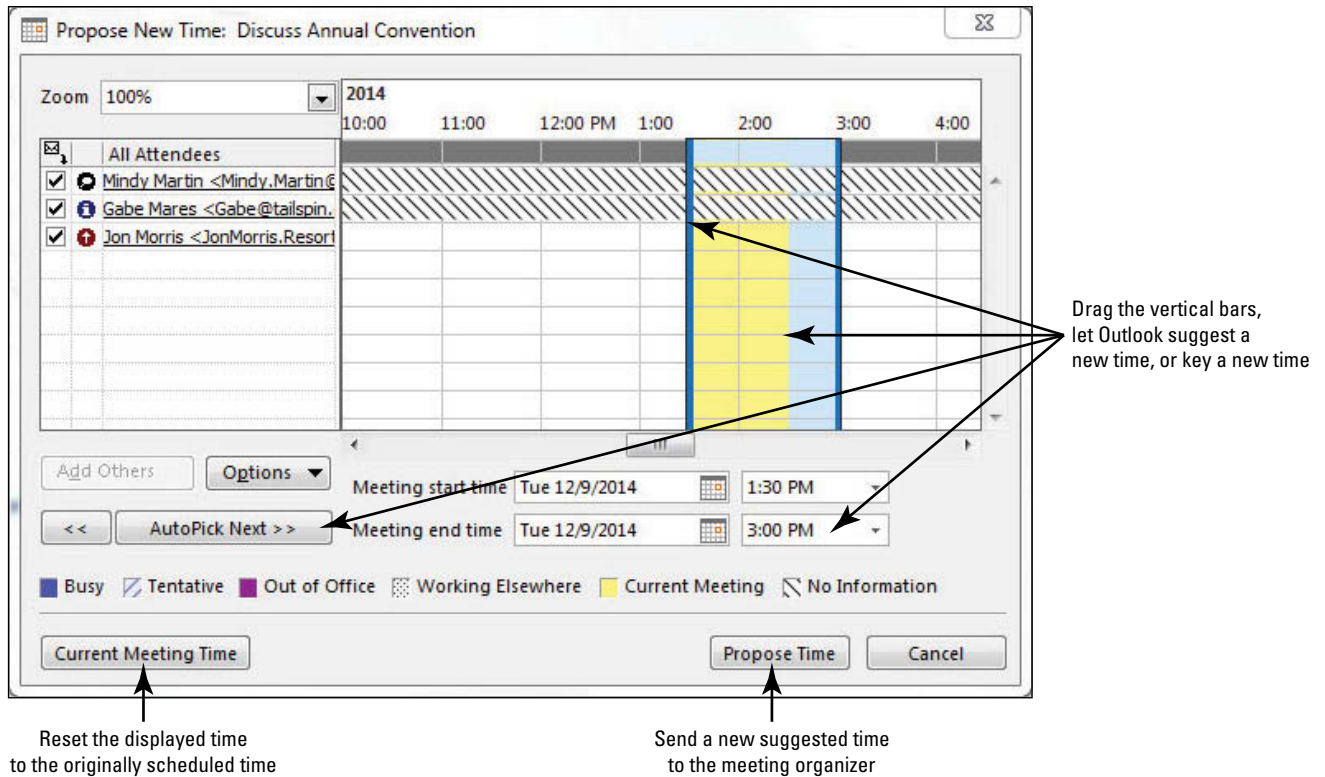 Propose New Time: Discuss Annual Convention
Zoom 100%
2014
10:00 11:00 12:00 PM 1:00 2:00 3:00 4:00
All Attendees
Mindy Martin <Mindy.Martin@
Gabe Mares <Gabe@tailspin.
Jon Morris <JonMorris.Resort
Drag the vertical bars,
let Outlook suggest a
new time, or key a new time
Add Others Options
Meeting start time Tue 12/9/2014 1:30 PM
<< AutoPick Next >> Meeting end time Tue 12/9/2014 3:00 PM
Busy Tentative Out of Office Working Elsewhere Current Meeting No Information
Current Meeting Time Propose Time Cancel
Reset the displayed time
to the originally scheduled time
Send a new suggested time
to the meeting organizer